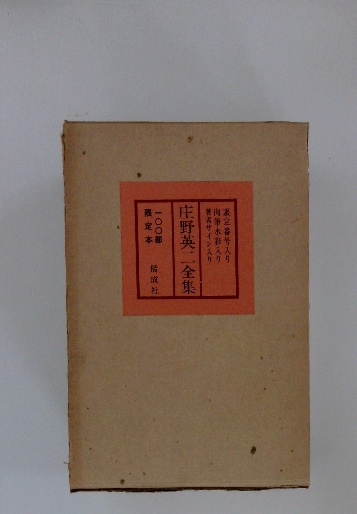 限定番号入り
肉筆水彩入り
著者サイン入り
庄野英二全集
一〇〇部
限定本
偕成社